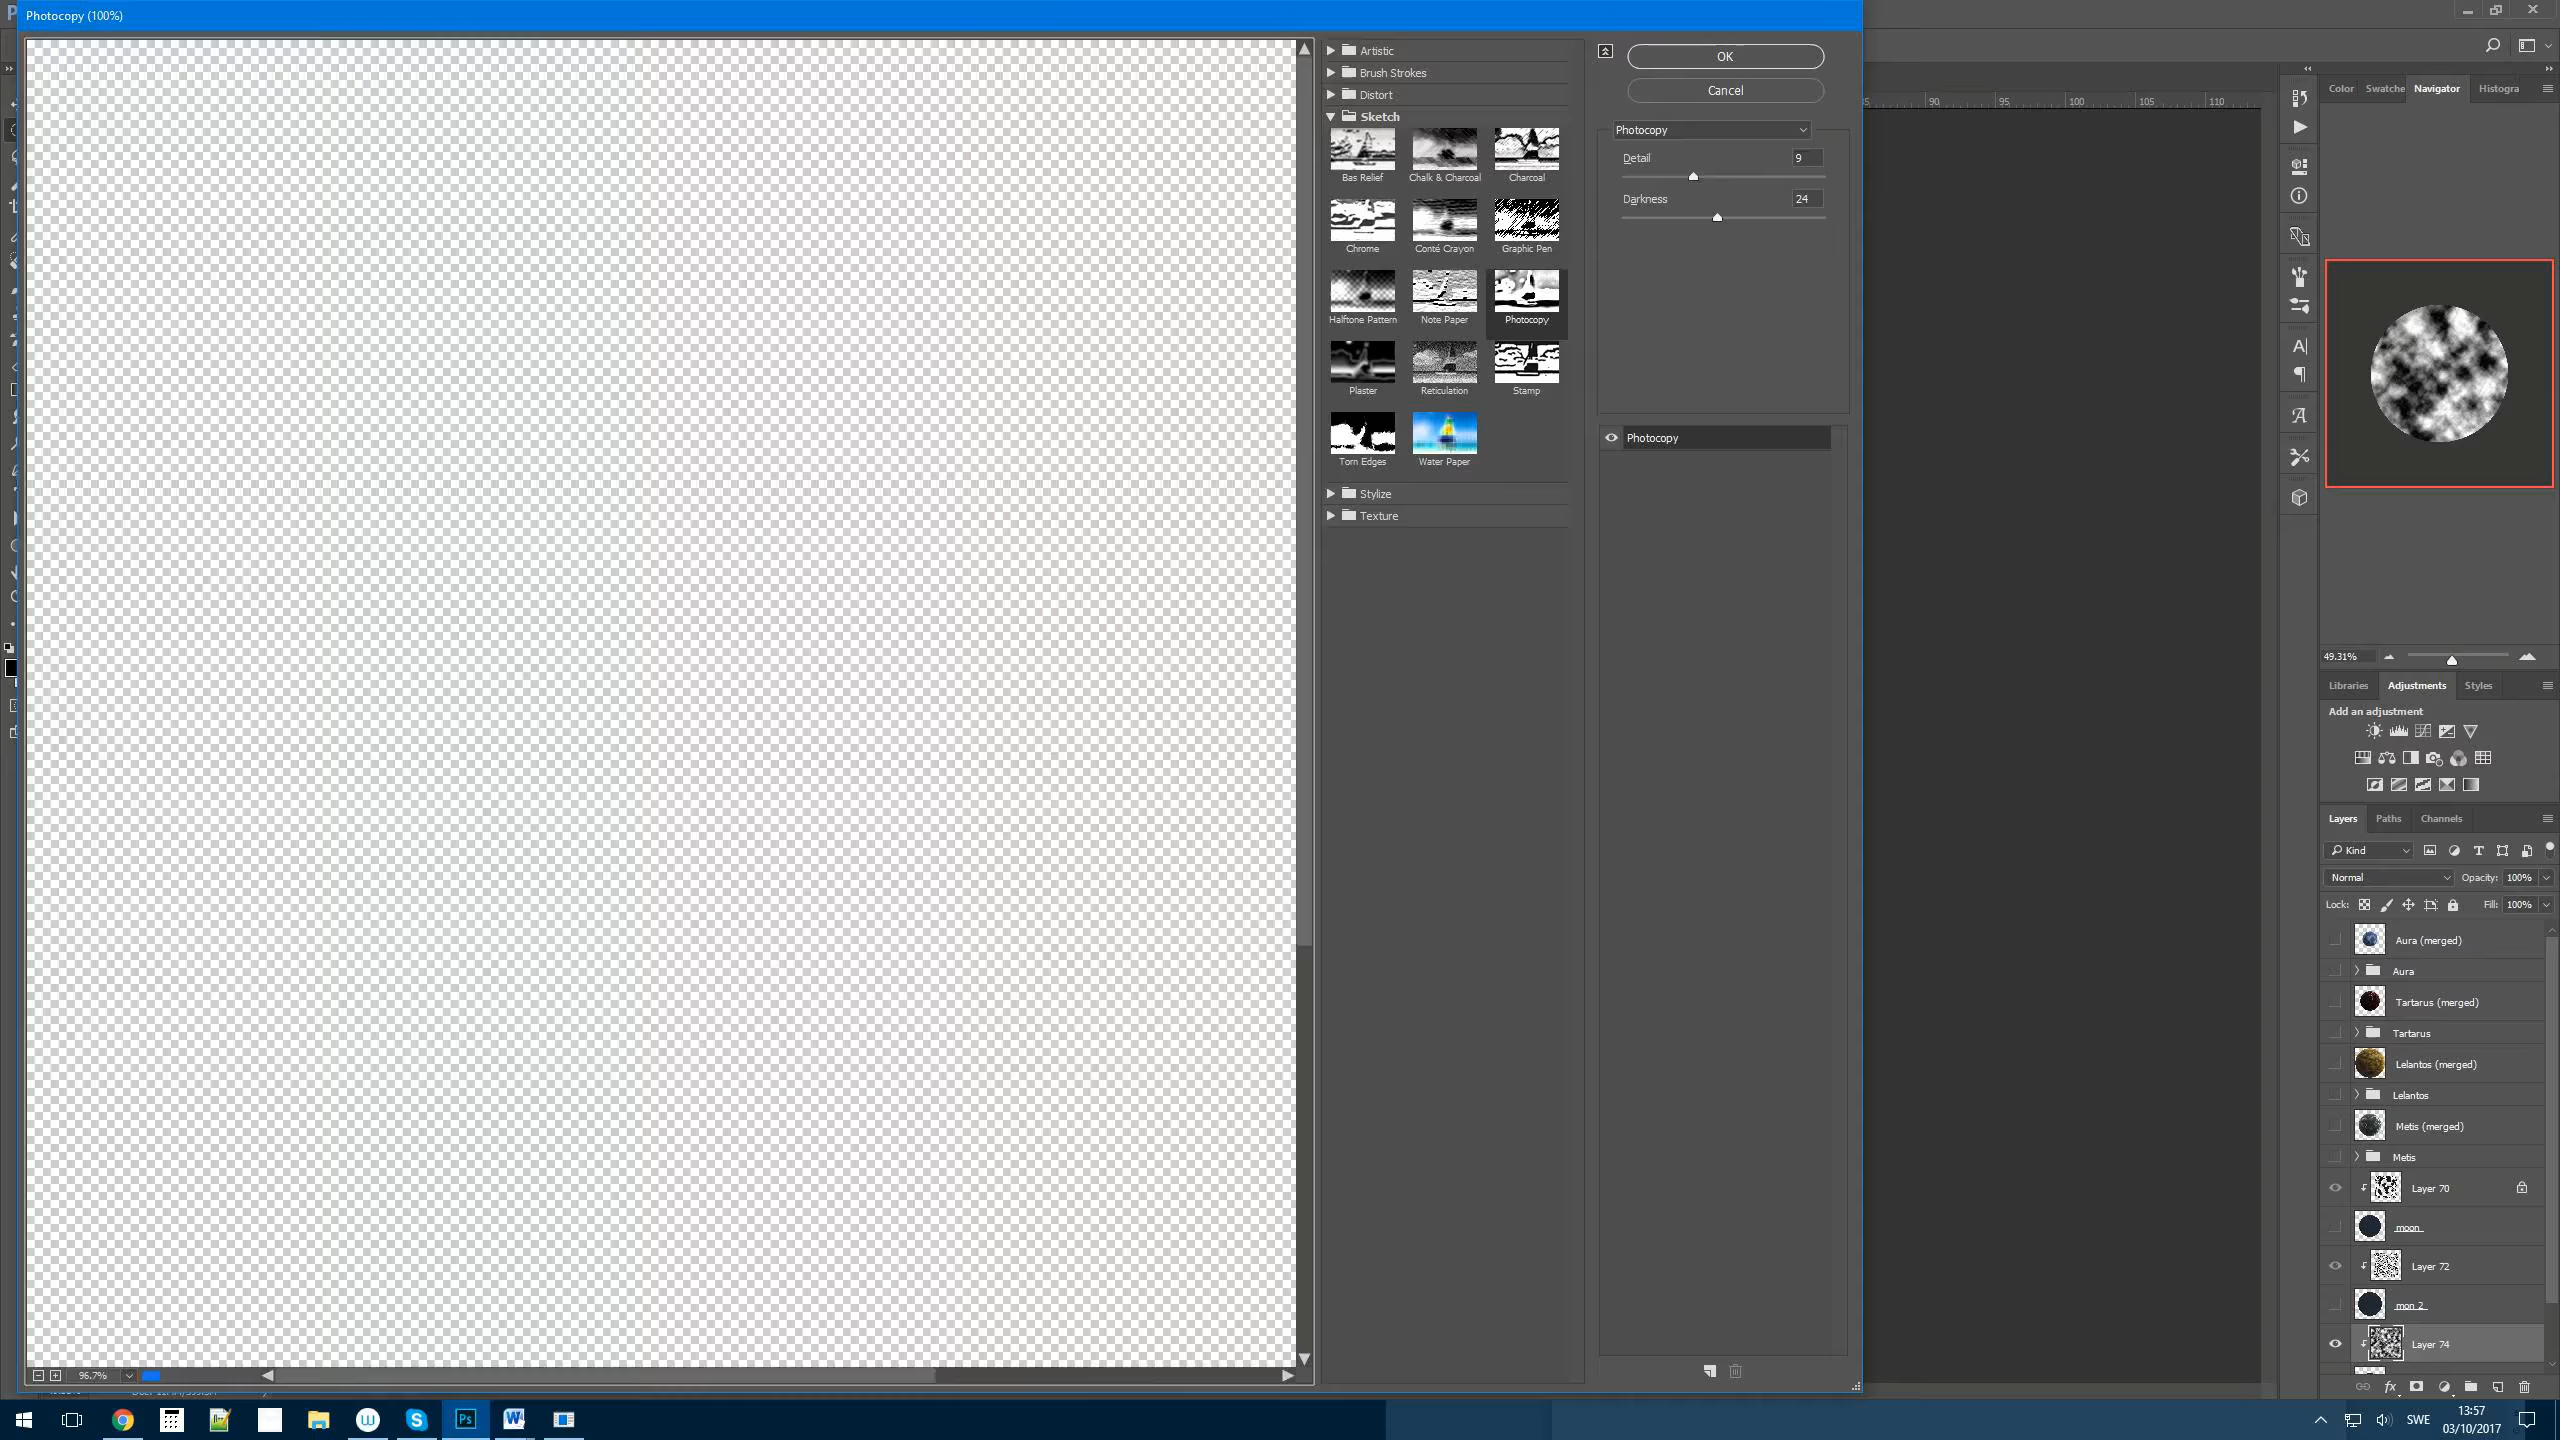 Photocopy (100%)
Artistic
Brush Strokes
Distort
Sketch
Bas Relief
Chalk & Charcoal
Charcoal
Chrome
Conté Crayon
Graphic Pen
Halftone Pattern
Note Paper
Photocopy
Plaster
Reticulation
Stamp
Torn Edges
Water Paper
Stylize
Texture
OK
Cancel
Photocopy
Detail
9
Darkness
24
Photocopy
96.7%
90
95
100
105
110
Color
Swatche
Navigator
Histogra
49.31%
Libraries
Adjustments
Styles
Add an adjustment
Layers
Paths
Channels
Kind
Normal
Opacity: 100%
Lock:
Fill: 100%
Aura (merged)
Aura
Tartarus (merged)
Tartarus
Lelantos (merged)
Lelantos
Metis (merged)
Metis
Layer 70
moon
Layer 72
mon 2
Layer 74
fx
Ps
SWE
13:57
03/10/2017